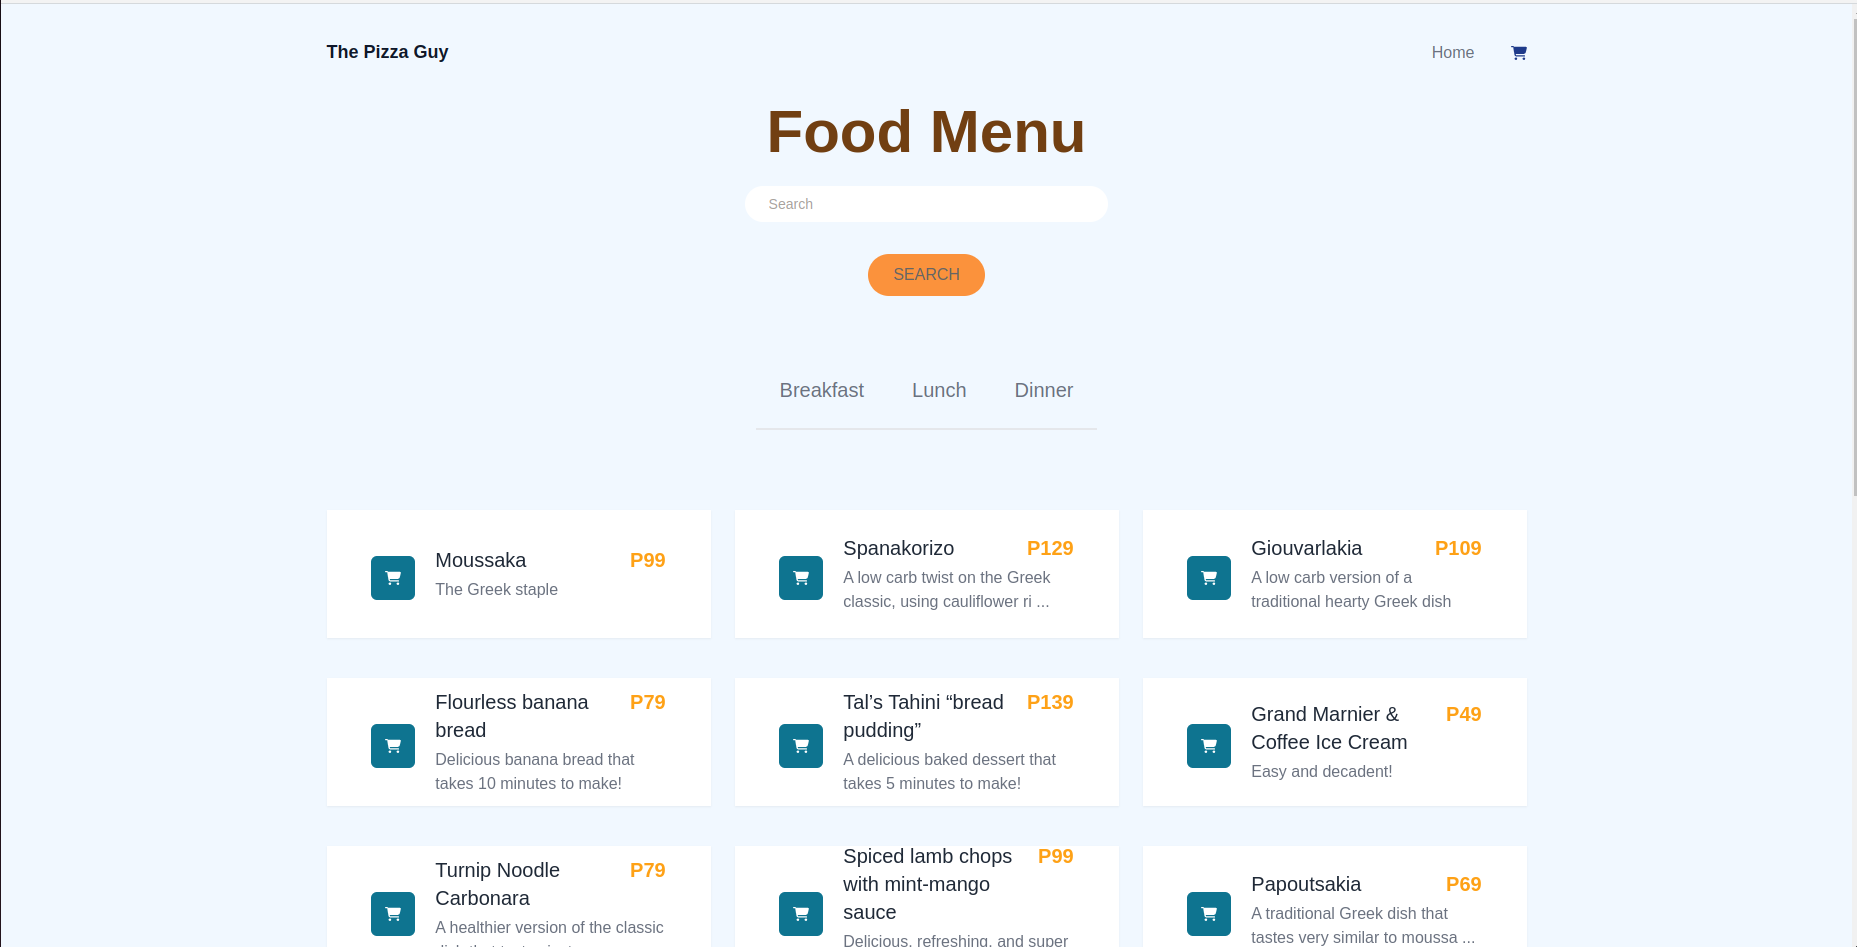 The Pizza Guy
Home
Food Menu
Search
SEARCH
Breakfast Lunch Dinner
Moussaka P99
The Greek staple
Spanakorizo P129
A low carb twist on the Greek
classic, using cauliflower ri ...
Giouvarlakia P109
A low carb version of a
traditional hearty Greek dish
Flourless banana P79
bread
Delicious banana bread that
takes 10 minutes to make!
Tal’s Tahini “bread P139
pudding”
A delicious baked dessert that
takes 5 minutes to make!
Grand Marnier & P49
Coffee Ice Cream
Easy and decadent!
Turnip Noodle P79
Carbonara
A healthier version of the classic
Spiced lamb chops P99
with mint-mango
sauce
Delicious, refreshing, and super
Papoutsakia P69
A traditional Greek dish that
tastes very similar to moussa ...